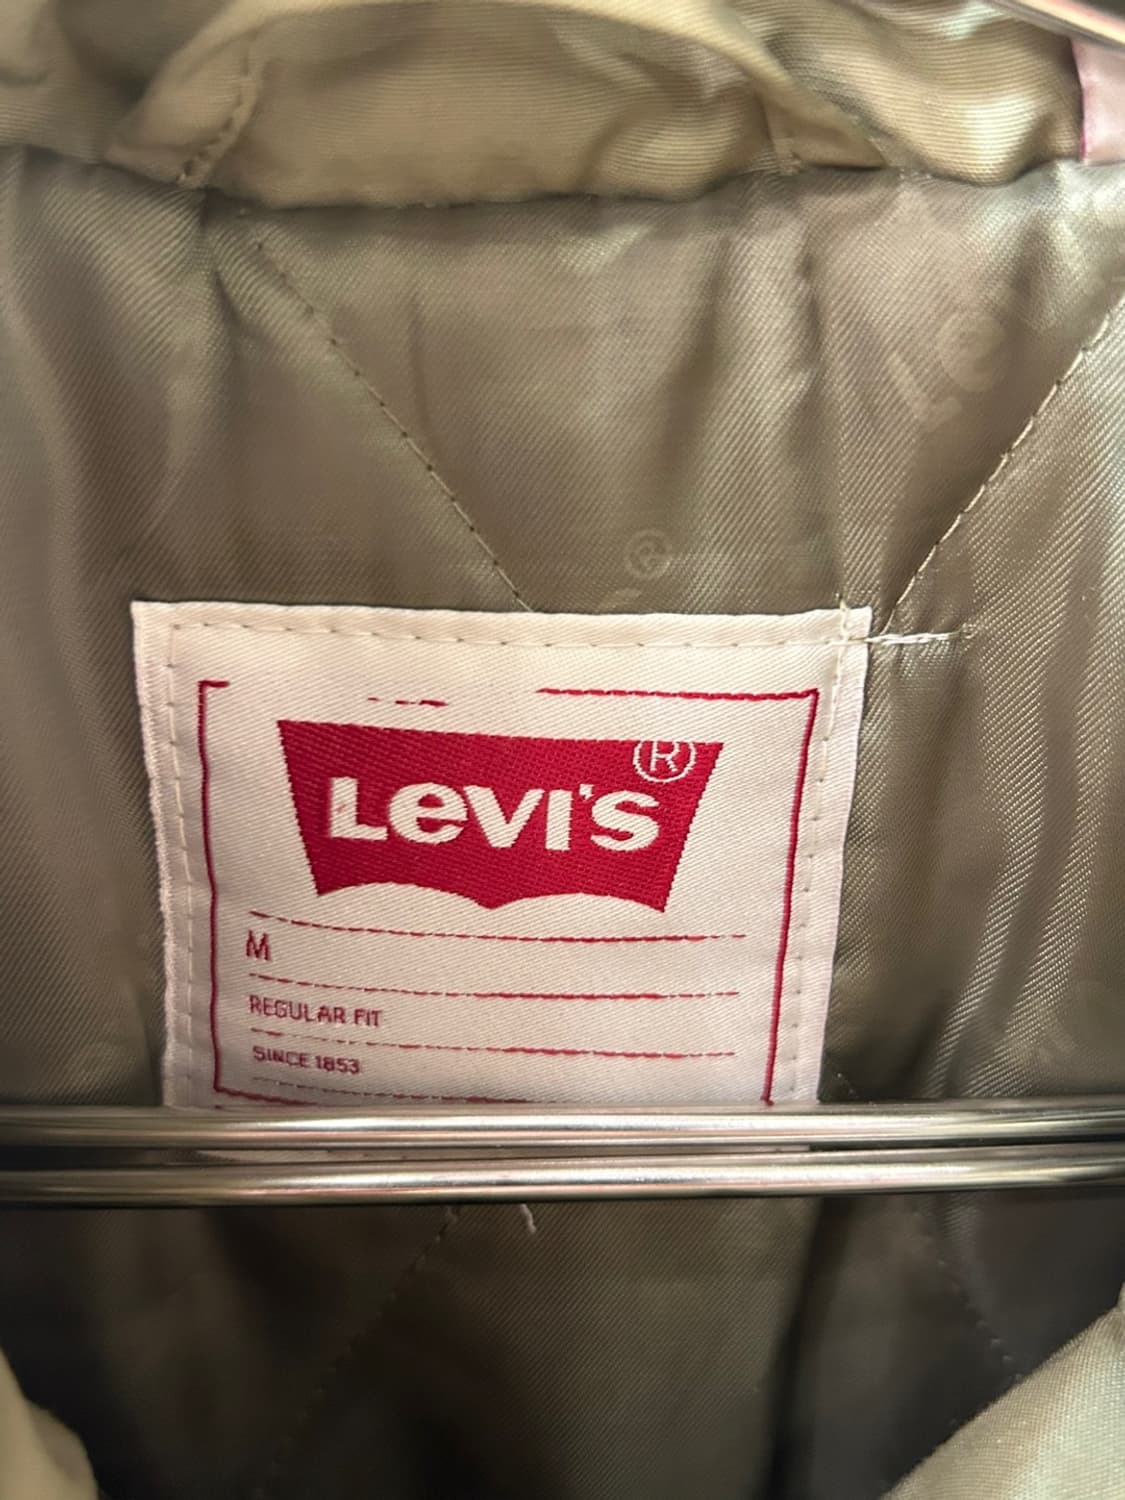 ®
LEVI'S®
M
REGULAR FIT
SINCE 1853